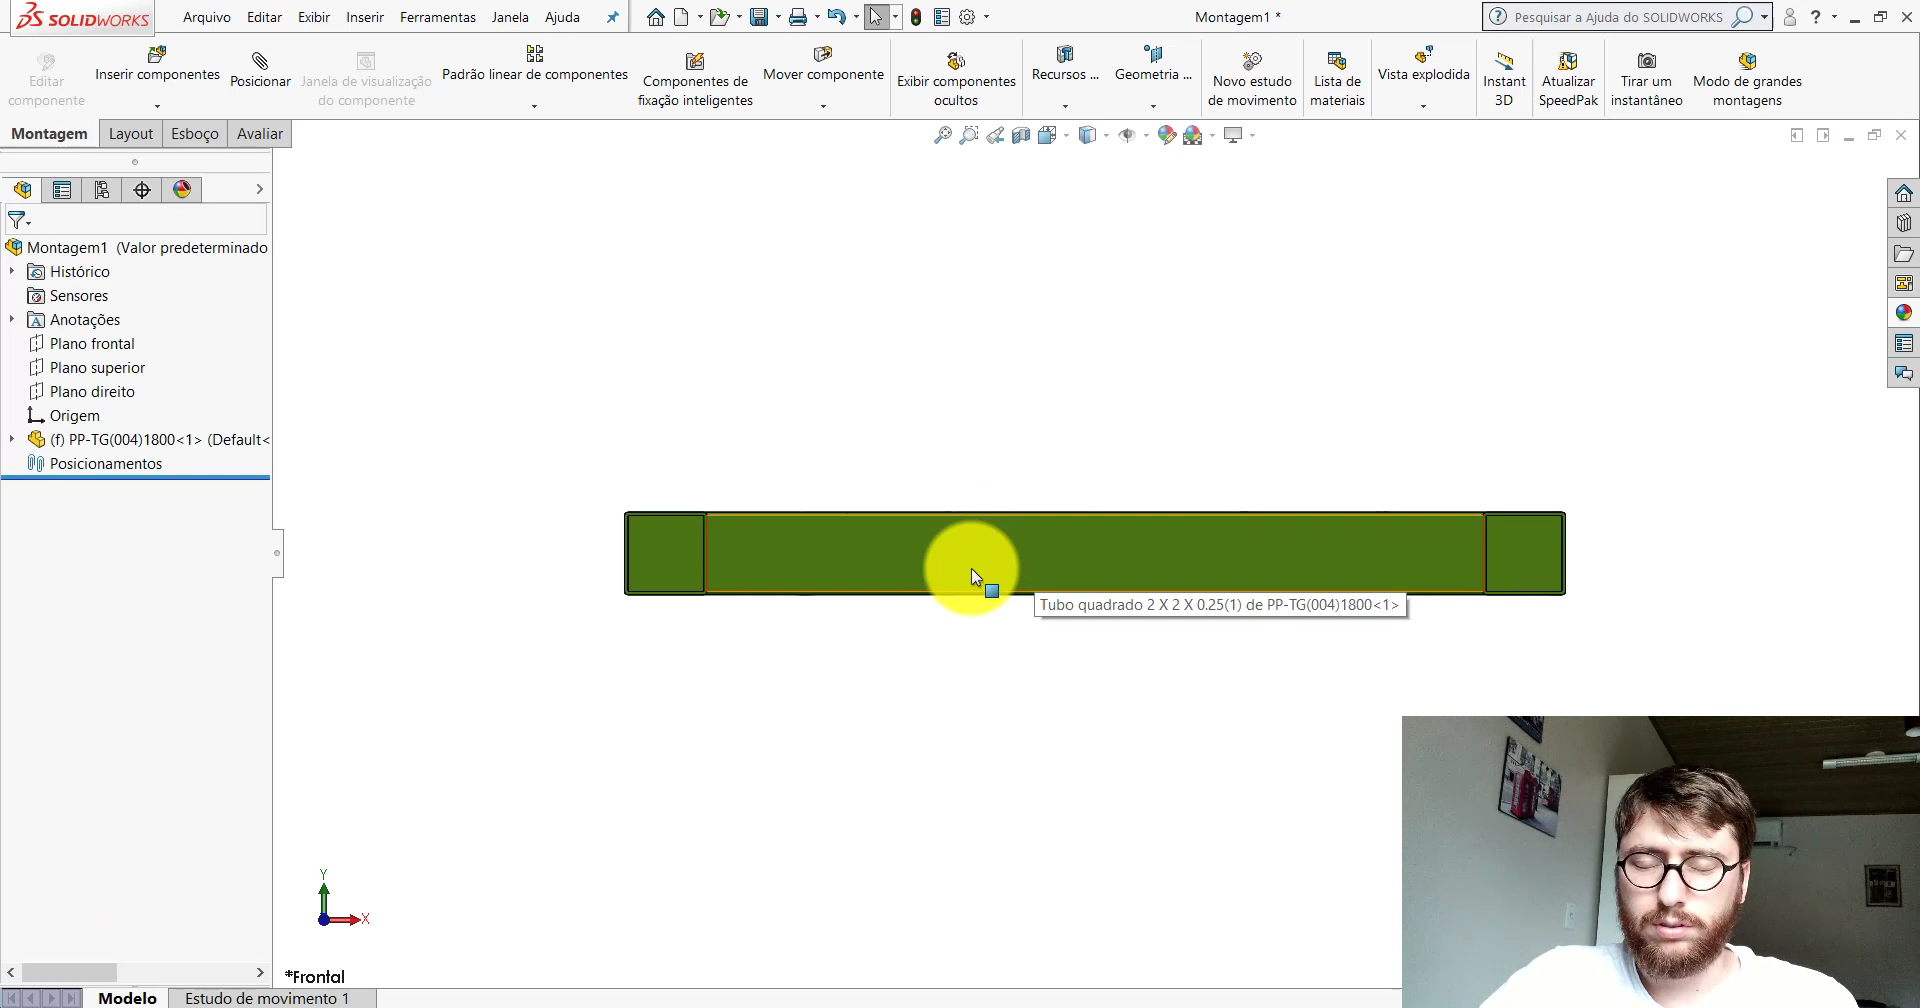 SOLIDWORKS
Arquivo Editar Exibir Inserir Ferramentas Janela Ajuda
Montagem1 *
Pesquisar a Ajuda do SOLIDWORKS
?
Editar componente
Inserir componentes
Posicionar
Janela de visualização do componente
Padrão linear de componentes
Componentes de fixação inteligentes
Mover componente
Exibir componentes ocultos
Recursos ...
Geometria ...
Novo estudo de movimento
Lista de materiais
Vista explodida
Instant 3D
Atualizar SpeedPak
Tirar um instantâneo
Modo de grandes montagens
Montagem Layout Esboço Avaliar
Montagem1 (Valor predeterminado
Histórico
Sensores
Anotações
Plano frontal
Plano superior
Plano direito
Origem
(f) PP-TG(004)1800<1> (Default<
Posicionamentos
Tubo quadrado 2 X 2 X 0.25(1) de PP-TG(004)1800<1>
Y
X
*Frontal
Modelo Estudo de movimento 1